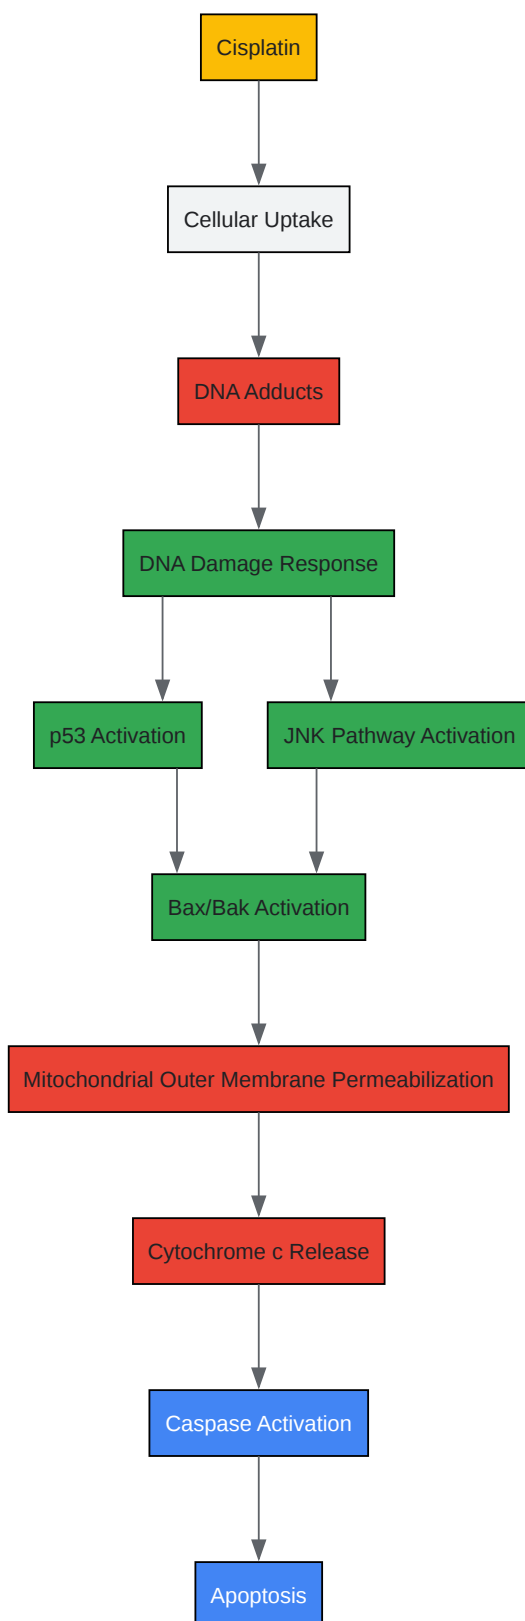 Cisplatin
Cellular Uptake
DNA Adducts
DNA Damage Response
p53 Activation
JNK Pathway Activation
Bax/Bak Activation
Mitochondrial Outer Membrane Permeabilization
Cytochrome c Release
Caspase Activation
Apoptosis